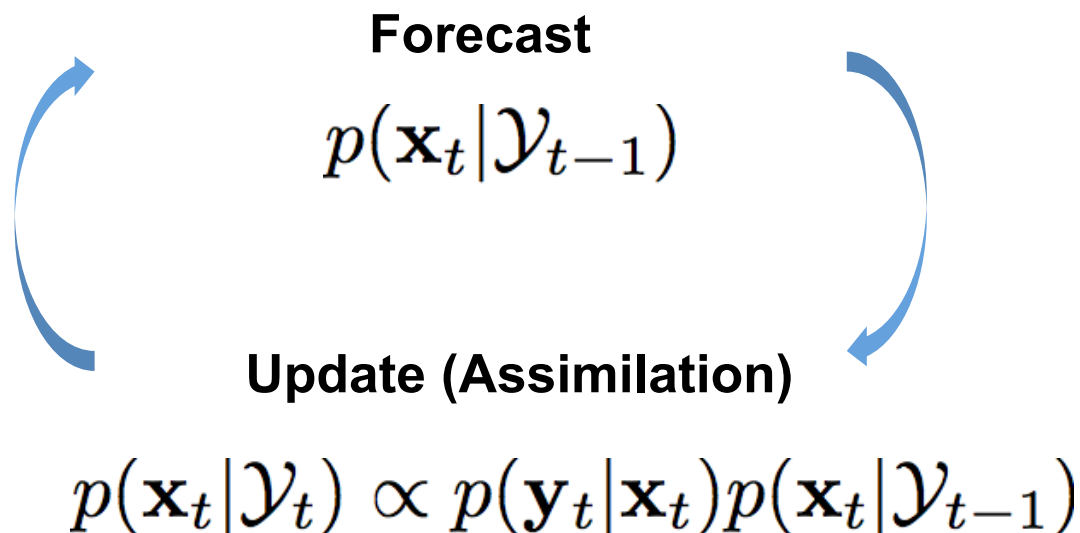 Forecast
p(𝐱ₜ|𝒴ₜ₋₁)
Update (Assimilation)
p(𝐱ₜ|𝒴ₜ) ∝ p(𝐲ₜ|𝐱ₜ)p(𝐱ₜ|𝒴ₜ₋₁)